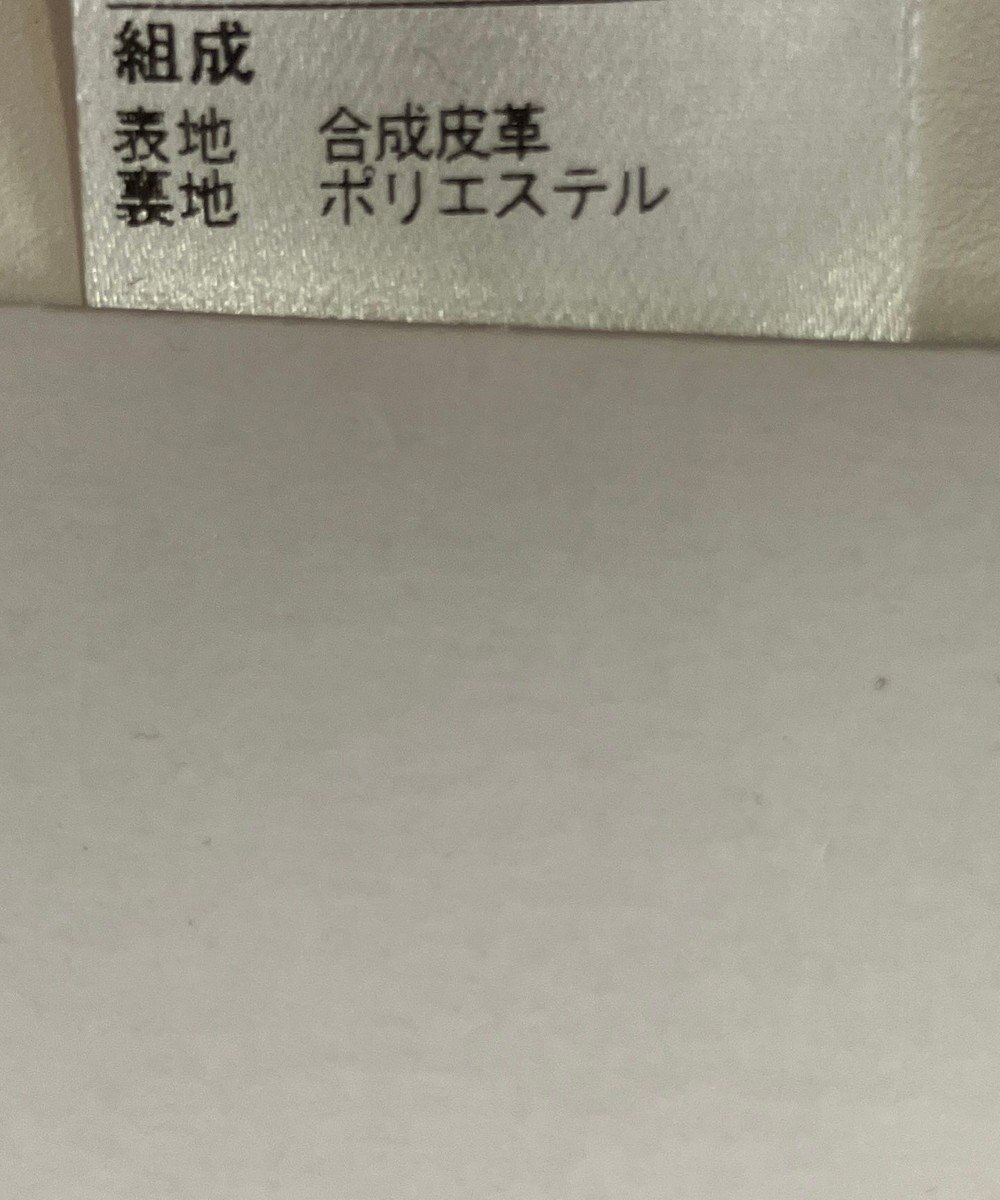 組成
表地 合成皮革
裏地 ポリエステル